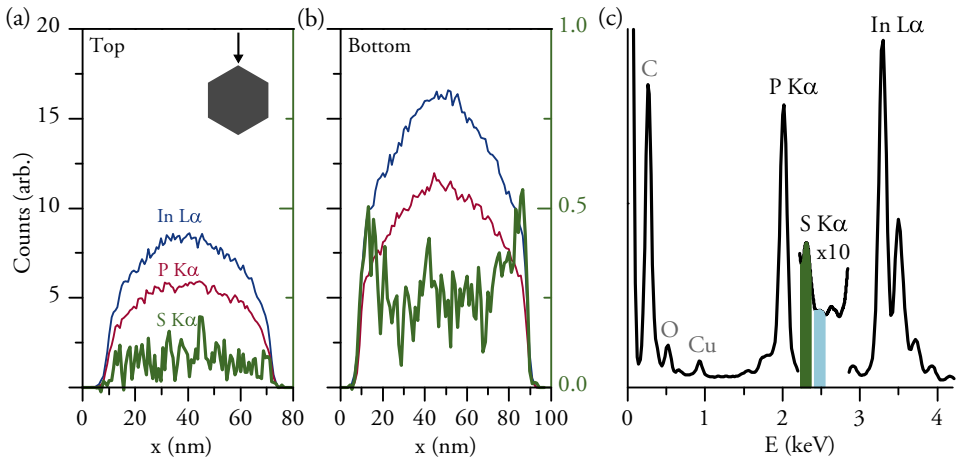 (a)
Top
In Lα
P Kα
S Kα
Counts (arb.)
20
15
10
5
0
0 20 40 60 80
x (nm)
(b)
Bottom
1.0
0.5
0.0
0 20 40 60 80 100
x (nm)
(c)
C
O
Cu
P Kα
S Kα
x10
In Lα
0 1 2 3 4
E (keV)